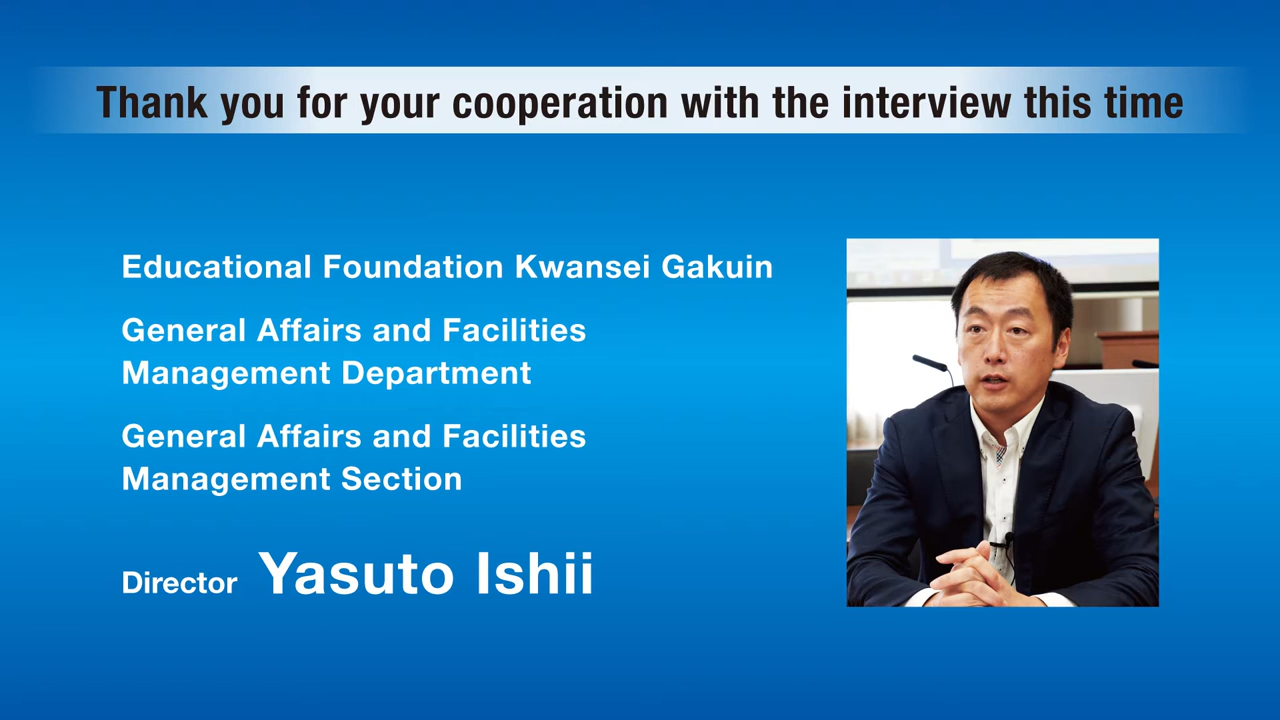 Thank you for your cooperation with the interview this time
Educational Foundation Kwansei Gakuin
General Affairs and Facilities
Management Department
General Affairs and Facilities
Management Section
Director Yasuto Ishii